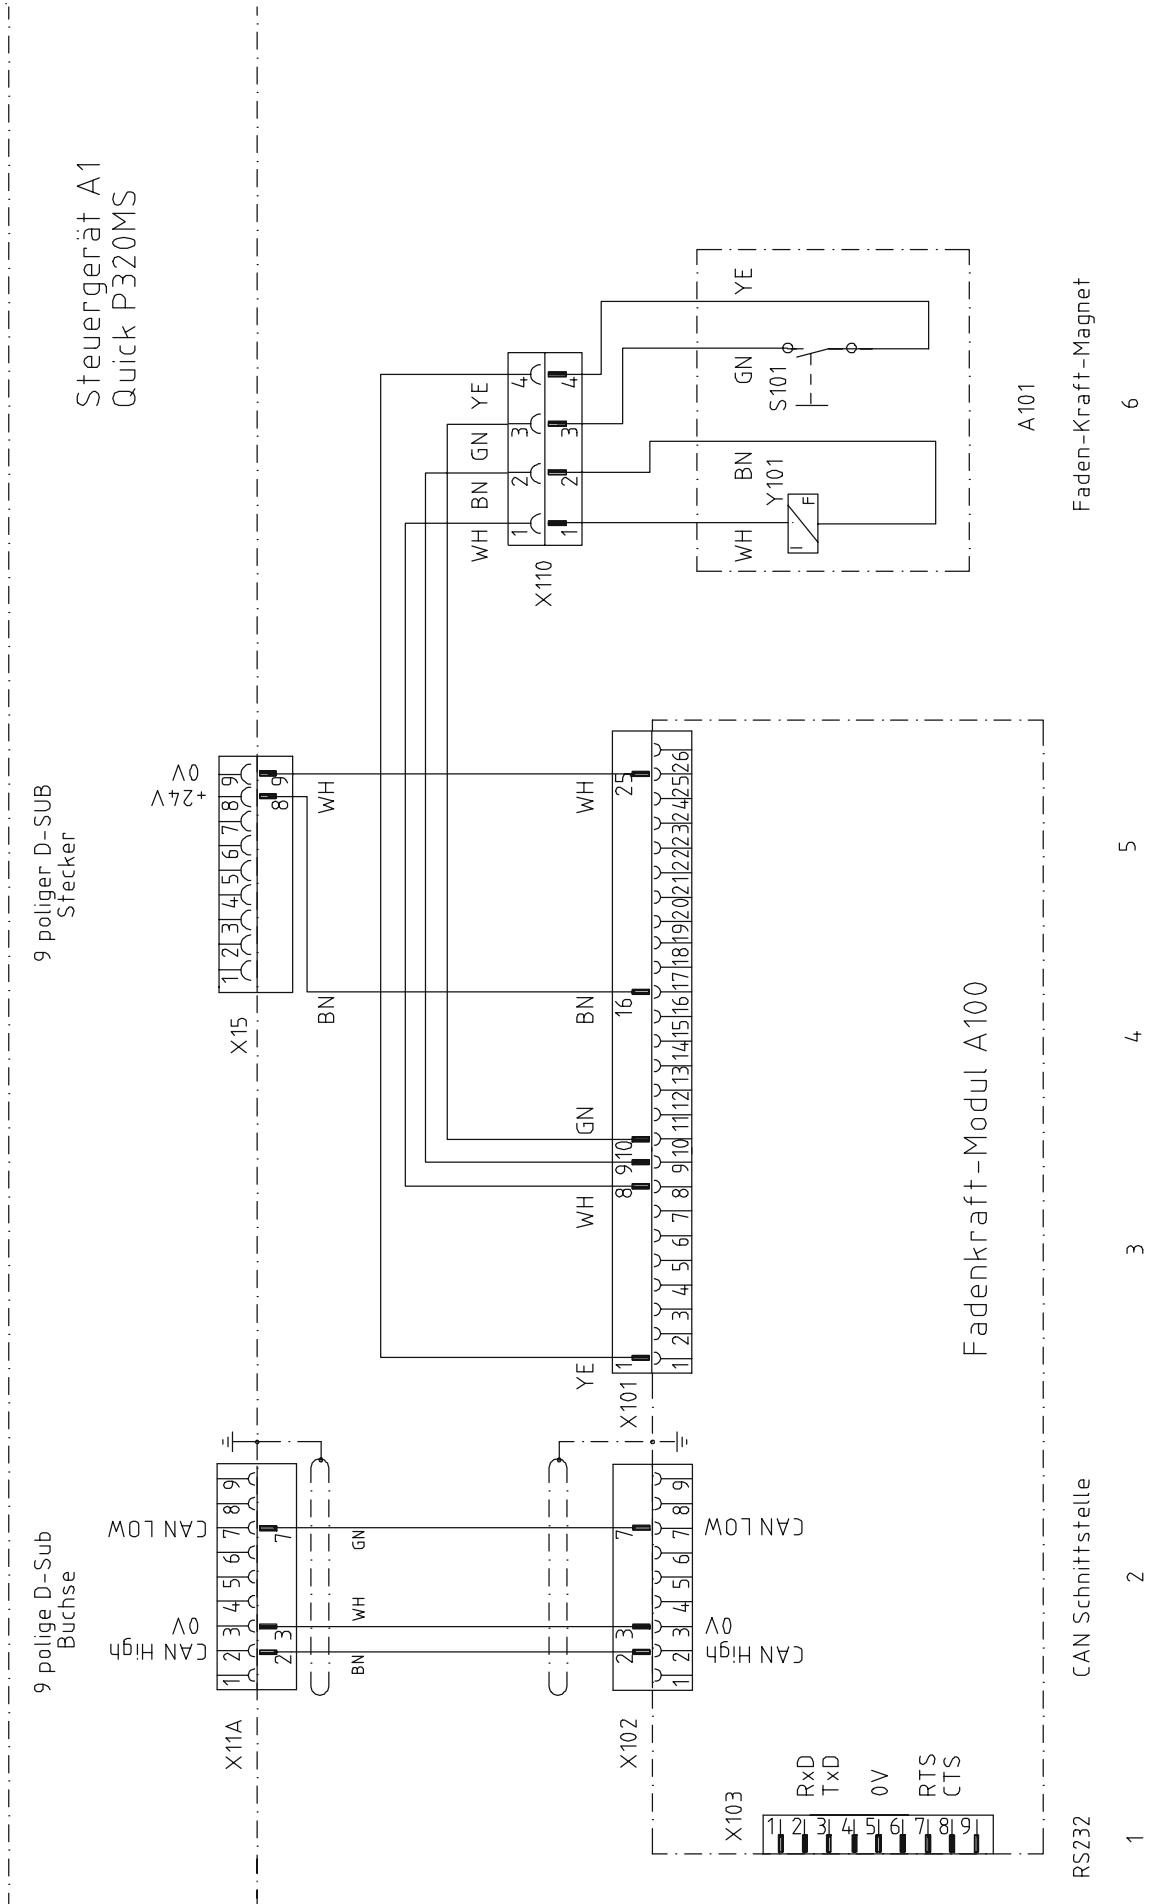 Steuergerät A1
Quick P320MS
9 polige D-Sub
Buchse
9 poliger D-SUB
Stecker
CAN High
0V
CAN LOW
+24V
0V
X11A
1 2 3 4 5 6 7 8 9
2 3 7
X15
1 2 3 4 5 6 7 8 9
8 9
BN
WH
GN
BN
WH
WH BN GN YE
X110
1 2 3 4
1 2 3 4
YE
WH
GN
BN
WH
X102
2 3 7
1 2 3 4 5 6 7 8 9
CAN High
0V
CAN LOW
X101
1 8 9 10 16 25
1 2 3 4 5 6 7 8 9 10 11 12 13 14 15 16 17 18 19 20 21 22 23 24 25 26
WH BN GN YE
Y101
I
F
S101
X103
1 2 3 4 5 6 7 8 9
RxD
TxD
0V
RTS
CTS
Fadenkraft-Modul A100
A101
RS232
CAN Schnittstelle
Faden-Kraft-Magnet
1 2 3 4 5 6